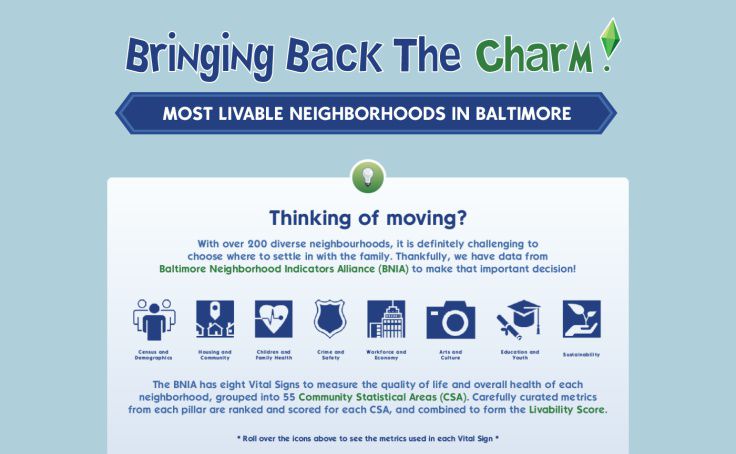 Bringing Back The Charm!
MOST LIVABLE NEIGHBORHOODS IN BALTIMORE
Thinking of moving?
With over 200 diverse neighbourhoods, it is definitely challenging to
choose where to settle in with the family. Thankfully, we have data from
Baltimore Neighborhood Indicators Alliance (BNIA) to make that important decision!
Census and Demographics
Housing and Community
Children and Family Health
Crime and Safety
Workforce and Economy
Arts and Culture
Education and Youth
Sustainability
The BNIA has eight Vital Signs to measure the quality of life and overall health of each
neighborhood, grouped into 55 Community Statistical Areas (CSA). Carefully curated metrics
from each pillar are ranked and scored for each CSA, and combined to form the Livability Score.
* Roll over the icons above to see the metrics used in each Vital Sign *